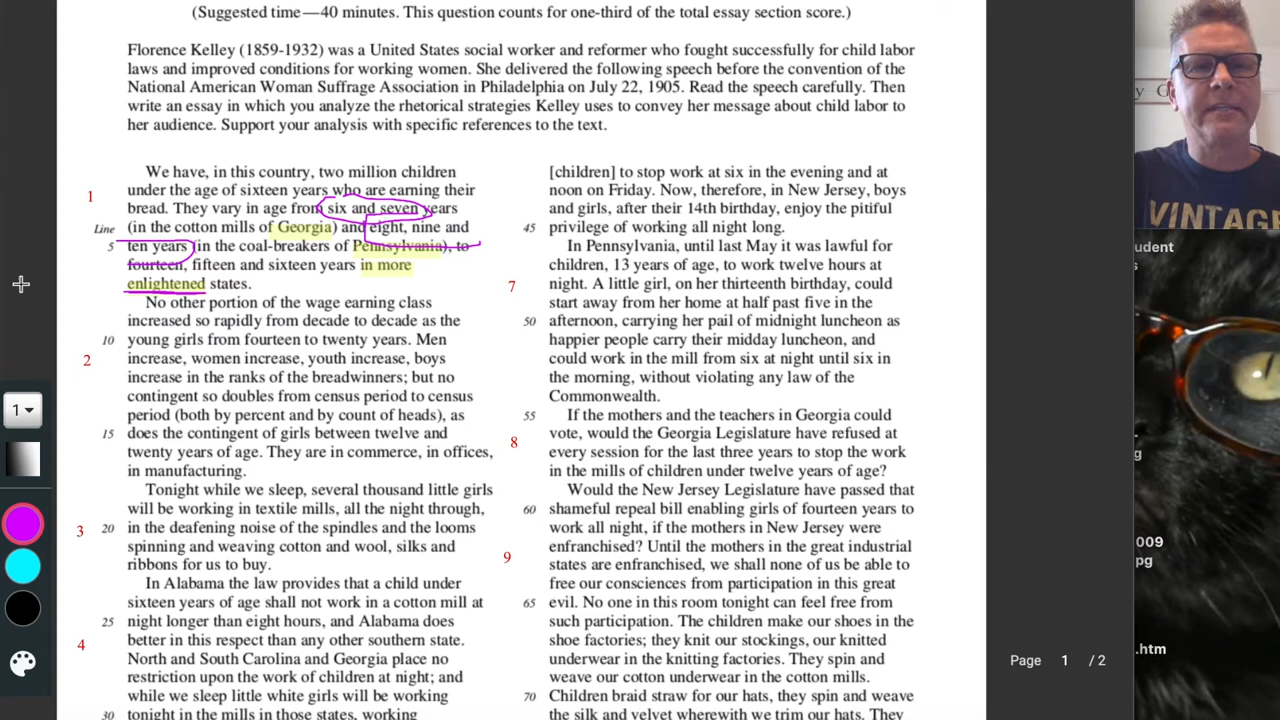 (Suggested time—40 minutes. This question counts for one-third of the total essay section score.)
Florence Kelley (1859-1932) was a United States social worker and reformer who fought successfully for child labor
laws and improved conditions for working women. She delivered the following speech before the convention of the
National American Woman Suffrage Association in Philadelphia on July 22, 1905. Read the speech carefully. Then
write an essay in which you analyze the rhetorical strategies Kelley uses to convey her message about child labor to
her audience. Support your analysis with specific references to the text.
We have, in this country, two million children
under the age of sixteen years who are earning their
1
bread. They vary in age from six and seven years
Line (in the cotton mills of Georgia) and eight, nine and
5 ten years (in the coal-breakers of Pennsylvania), to
fourteen, fifteen and sixteen years in more
enlightened states.
No other portion of the wage earning class
increased so rapidly from decade to decade as the
10 young girls from fourteen to twenty years. Men
2
increase, women increase, youth increase, boys
increase in the ranks of the breadwinners; but no
contingent so doubles from census period to census
period (both by percent and by count of heads), as
15 does the contingent of girls between twelve and
twenty years of age. They are in commerce, in offices,
in manufacturing.
Tonight while we sleep, several thousand little girls
will be working in textile mills, all the night through,
3
20 in the deafening noise of the spindles and the looms
spinning and weaving cotton and wool, silks and
ribbons for us to buy.
In Alabama the law provides that a child under
sixteen years of age shall not work in a cotton mill at
25 night longer than eight hours, and Alabama does
4
better in this respect than any other southern state.
North and South Carolina and Georgia place no
restriction upon the work of children at night; and
while we sleep little white girls will be working
30 tonight in the mills in those states, working
[children] to stop work at six in the evening and at
noon on Friday. Now, therefore, in New Jersey, boys
and girls, after their 14th birthday, enjoy the pitiful
45 privilege of working all night long.
In Pennsylvania, until last May it was lawful for
children, 13 years of age, to work twelve hours at
7
night. A little girl, on her thirteenth birthday, could
start away from her home at half past five in the
50 afternoon, carrying her pail of midnight luncheon as
happier people carry their midday luncheon, and
could work in the mill from six at night until six in
the morning, without violating any law of the
Commonwealth.
55 If the mothers and the teachers in Georgia could
8
vote, would the Georgia Legislature have refused at
every session for the last three years to stop the work
in the mills of children under twelve years of age?
Would the New Jersey Legislature have passed that
60 shameful repeal bill enabling girls of fourteen years to
work all night, if the mothers in New Jersey were
enfranchised? Until the mothers in the great industrial
9
states are enfranchised, we shall none of us be able to
free our consciences from participation in this great
65 evil. No one in this room tonight can feel free from
such participation. The children make our shoes in the
shoe factories; they knit our stockings, our knitted
underwear in the knitting factories. They spin and
weave our cotton underwear in the cotton mills.
70 Children braid straw for our hats, they spin and weave
the silk and velvet wherewith we trim our hats. They
1
Page 1 / 2
VINTAGE
udent
s
g
009
pg
.htm